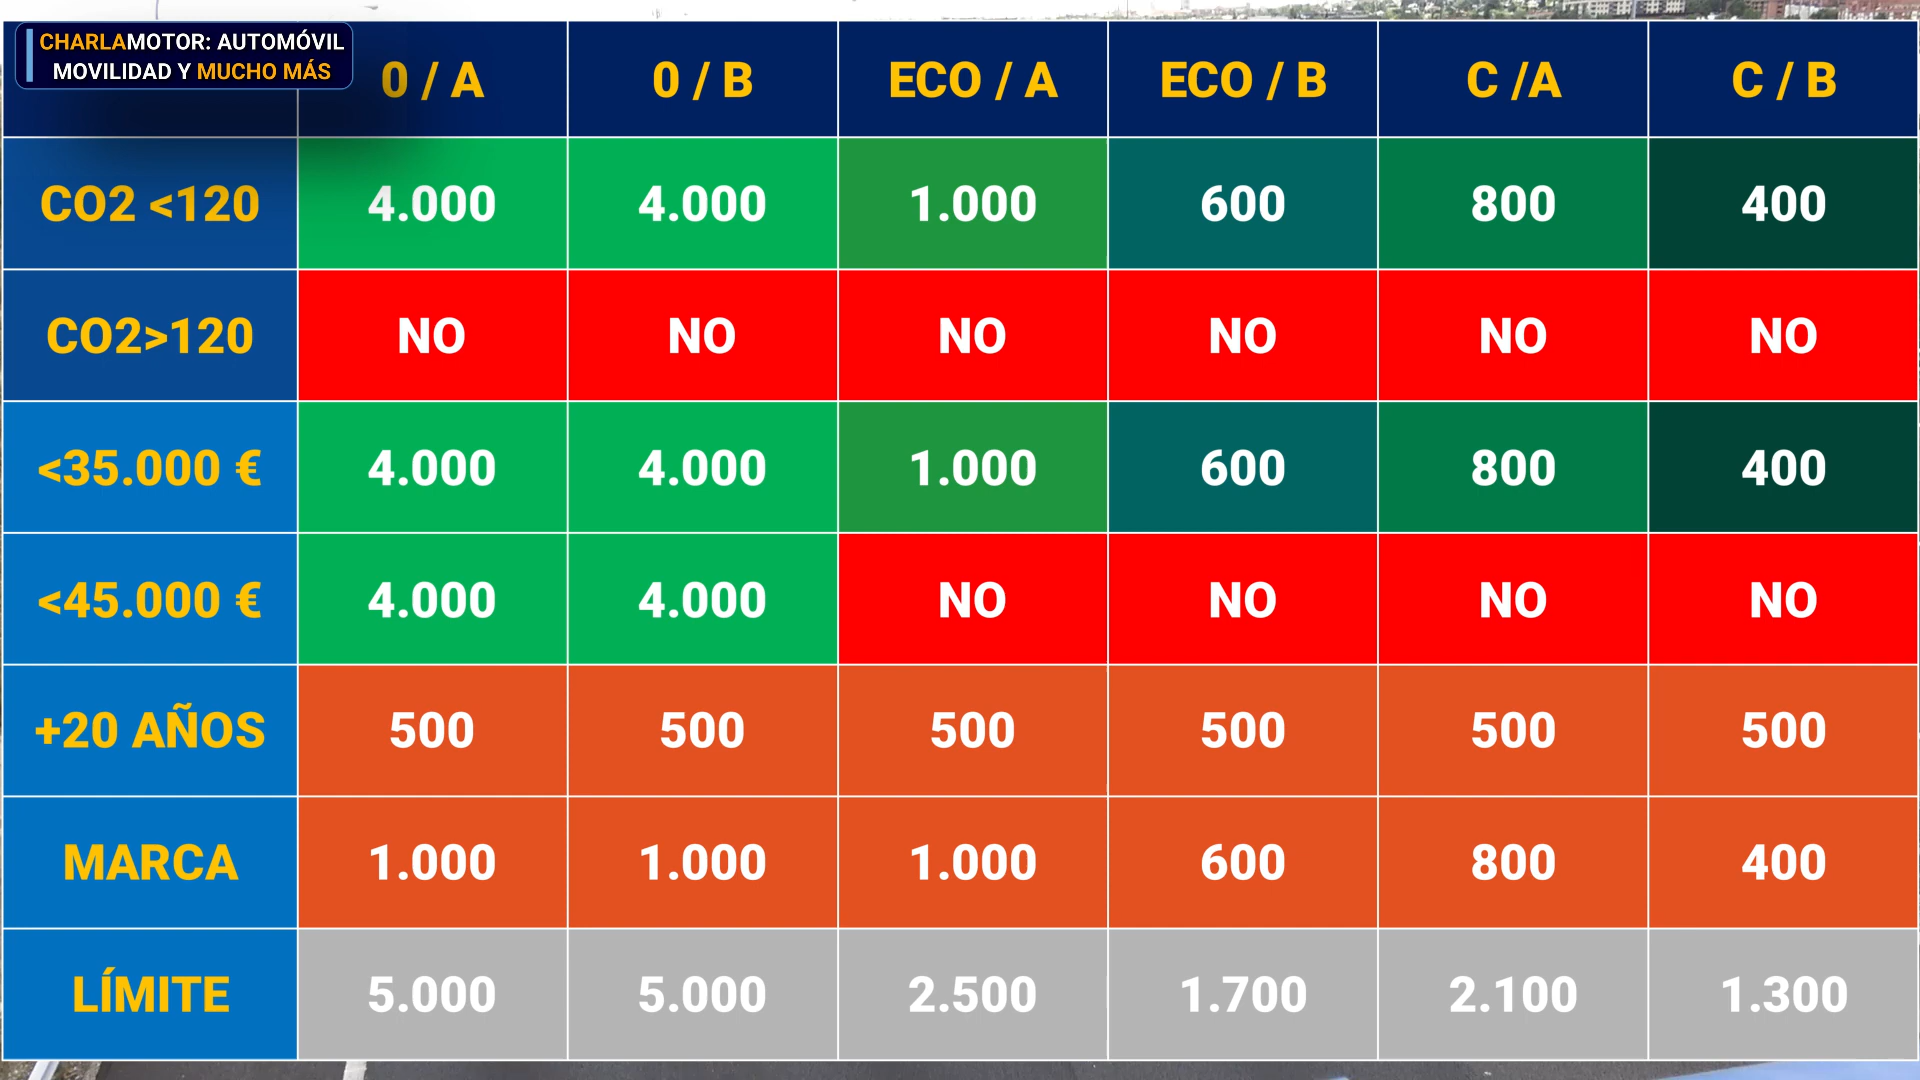 CHARLAMOTOR: AUTOMÓVIL
MOVILIDAD Y MUCHO MÁS
0 / A 0 / B ECO / A ECO / B C /A C / B
CO2 <120 4.000 4.000 1.000 600 800 400
CO2>120 NO NO NO NO NO NO
<35.000 € 4.000 4.000 1.000 600 800 400
<45.000 € 4.000 4.000 NO NO NO NO
+20 AÑOS 500 500 500 500 500 500
MARCA 1.000 1.000 1.000 600 800 400
LÍMITE 5.000 5.000 2.500 1.700 2.100 1.300